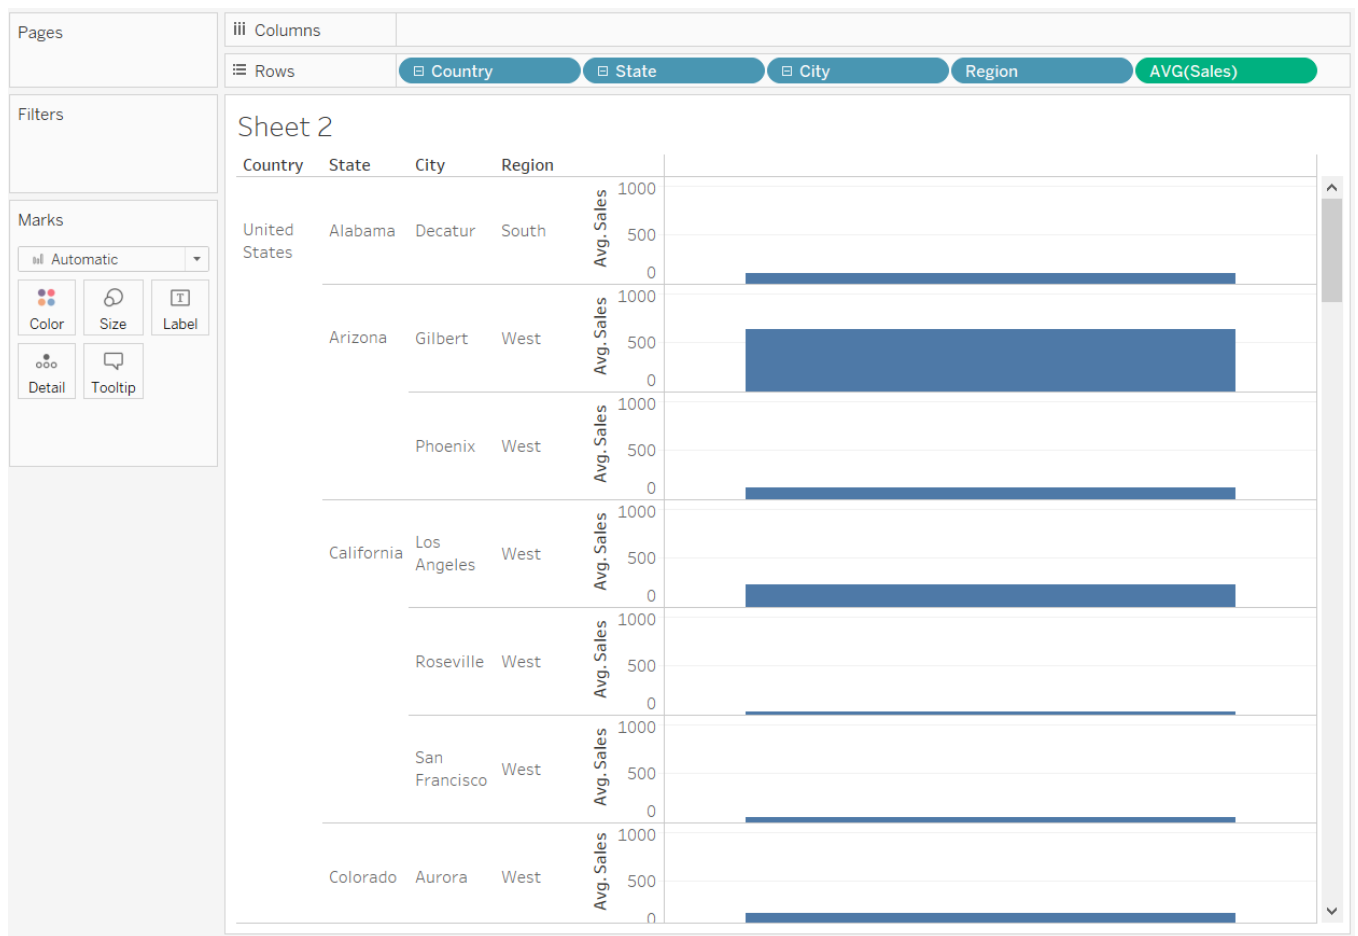 Pages
Columns
Rows
Country State City Region AVG(Sales)
Filters
Marks
Automatic
Color Size Label
Detail Tooltip
Sheet 2
Country State City Region
United
States
Alabama Decatur South Avg. Sales 1000 500 0
Arizona Gilbert West Avg. Sales 1000 500 0
Phoenix West Avg. Sales 1000 500 0
California Los
Angeles West Avg. Sales 1000 500 0
Roseville West Avg. Sales 1000 500 0
San
Francisco West Avg. Sales 1000 500 0
Colorado Aurora West Avg. Sales 1000 500 0